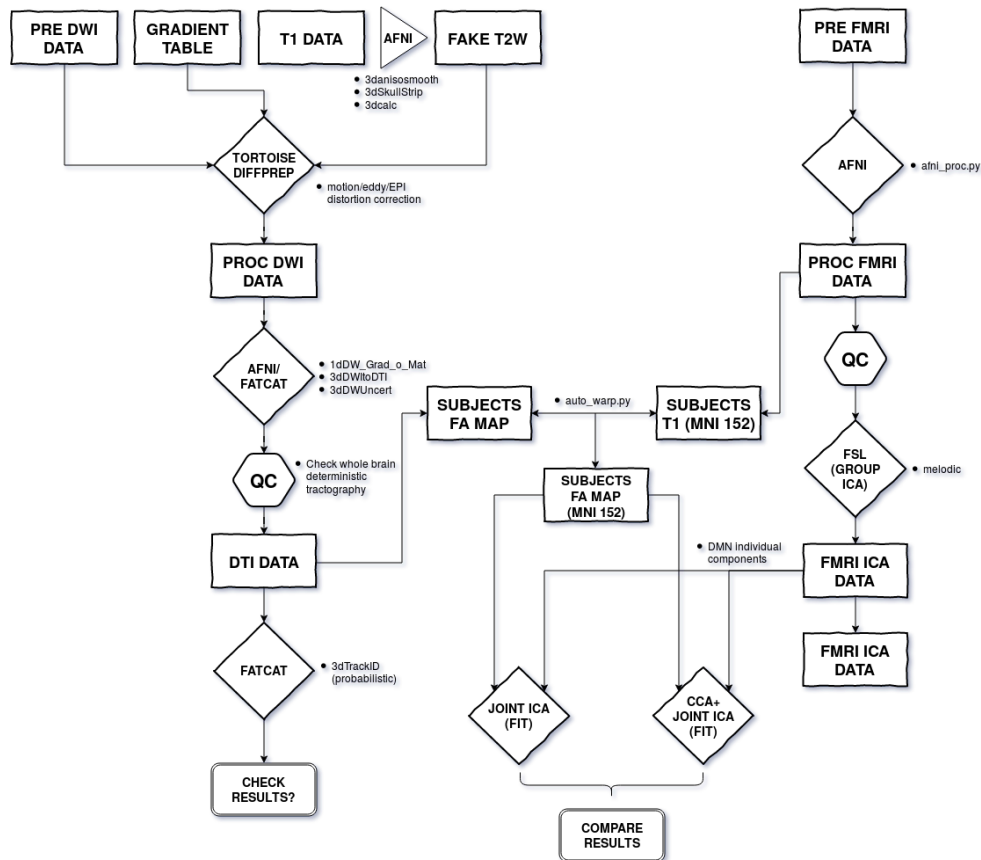 PRE DWI
DATA
GRADIENT
TABLE
T1 DATA
AFNI
FAKE T2W
PRE FMRI
DATA
• 3danisosmooth
• 3dSkullStrip
• 3dcalc
TORTOISE
DIFFPREP
• motion/eddy/EPI
distortion correction
AFNI
• afni_proc.py
PROC DWI
DATA
PROC FMRI
DATA
AFNI/
FATCAT
• 1dDW_Grad_o_Mat
• 3dDWItoDTI
• 3dDWUncert
QC
SUBJECTS
FA MAP
• auto_warp.py
SUBJECTS
T1 (MNI 152)
QC
• Check whole brain
deterministic
tractography
SUBJECTS
FA MAP
(MNI 152)
FSL
(GROUP
ICA)
• melodic
DTI DATA
• DMN individual
components
FMRI ICA
DATA
FATCAT
• 3dTrackID
(probabilistic)
FMRI ICA
DATA
JOINT ICA
(FIT)
CCA+
JOINT ICA
(FIT)
CHECK
RESULTS?
COMPARE
RESULTS